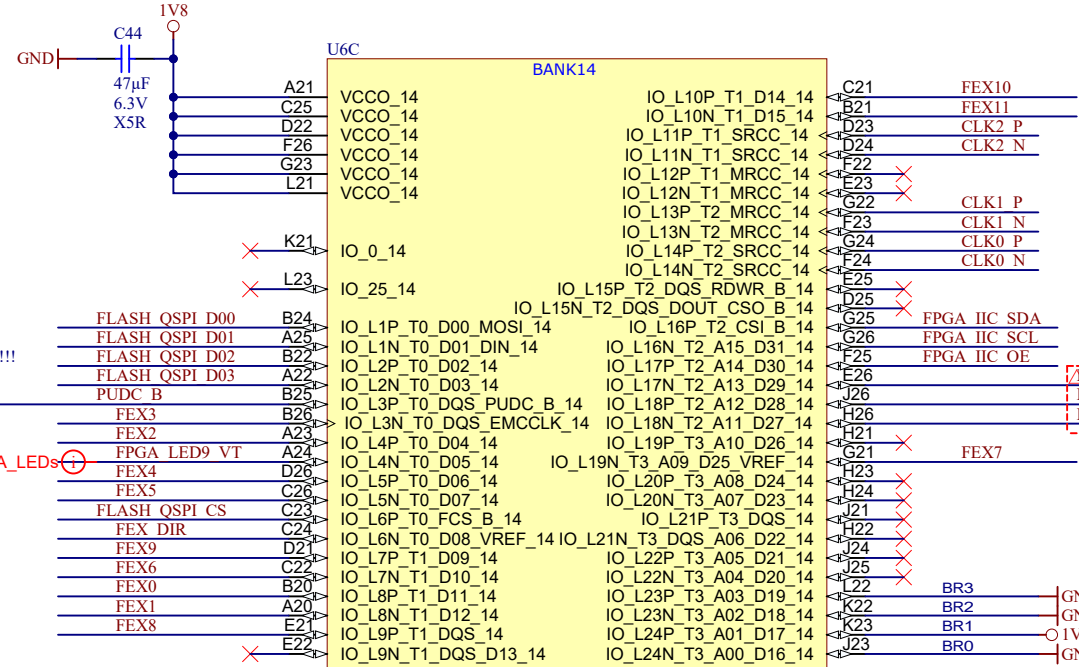 1V8
C44
GND
47µF
6.3V
X5R
U6C
BANK14
A21 VCCO_14
C25 VCCO_14
D22 VCCO_14
F26 VCCO_14
G23 VCCO_14
L21 VCCO_14
K21 IO_0_14
L23 IO_25_14
FLASH_QSPI_D00 B24 IO_L1P_T0_D00_MOSI_14
FLASH_QSPI_D01 A25 IO_L1N_T0_D01_DIN_14
!!!
FLASH_QSPI_D02 B22 IO_L2P_T0_D02_14
FLASH_QSPI_D03 A22 IO_L2N_T0_D03_14
PUDC_B B25 IO_L3P_T0_DQS_PUDC_B_14
FEX3 B26 IO_L3N_T0_DQS_EMCCLK_14
FEX2 A23 IO_L4P_T0_D04_14
A_LEDs i FPGA_LED9_VT A24 IO_L4N_T0_D05_14
FEX4 D26 IO_L5P_T0_D06_14
FEX5 C26 IO_L5N_T0_D07_14
FLASH_QSPI_CS C23 IO_L6P_T0_FCS_B_14
FEX_DIR C24 IO_L6N_T0_D08_VREF_14
FEX9 D21 IO_L7P_T1_D09_14
FEX6 C22 IO_L7N_T1_D10_14
FEX0 B20 IO_L8P_T1_D11_14
FEX1 A20 IO_L8N_T1_D12_14
FEX8 E21 IO_L9P_T1_DQS_14
E22 IO_L9N_T1_DQS_D13_14
IO_L10P_T1_D14_14 C21 FEX10
IO_L10N_T1_D15_14 B21 FEX11
IO_L11P_T1_SRCC_14 D23 CLK2_P
IO_L11N_T1_SRCC_14 D24 CLK2_N
IO_L12P_T1_MRCC_14 F22
IO_L12N_T1_MRCC_14 E23
IO_L13P_T2_MRCC_14 G22 CLK1_P
IO_L13N_T2_MRCC_14 F23 CLK1_N
IO_L14P_T2_SRCC_14 G24 CLK0_P
IO_L14N_T2_SRCC_14 F24 CLK0_N
IO_L15P_T2_DQS_RDWR_B_14 E25
IO_L15N_T2_DQS_DOUT_CSO_B_14 D25
IO_L16P_T2_CSI_B_14 G25 FPGA_IIC_SDA
IO_L16N_T2_A15_D31_14 G26 FPGA_IIC_SCL
IO_L17P_T2_A14_D30_14 F25 FPGA_IIC_OE
IO_L17N_T2_A13_D29_14 E26
IO_L18P_T2_A12_D28_14 J26
IO_L18N_T2_A11_D27_14 H26
IO_L19P_T3_A10_D26_14 H21
IO_L19N_T3_A09_D25_VREF_14 G21 FEX7
IO_L20P_T3_A08_D24_14 H23
IO_L20N_T3_A07_D23_14 H24
IO_L21P_T3_DQS_14 J21
IO_L21N_T3_DQS_A06_D22_14 H22
IO_L22P_T3_A05_D21_14 J24
IO_L22N_T3_A04_D20_14 J25
IO_L23P_T3_A03_D19_14 L22 BR3 GN
IO_L23N_T3_A02_D18_14 K22 BR2 GN
IO_L24P_T3_A01_D17_14 K23 BR1 1V
IO_L24N_T3_A00_D16_14 J23 BR0 GN